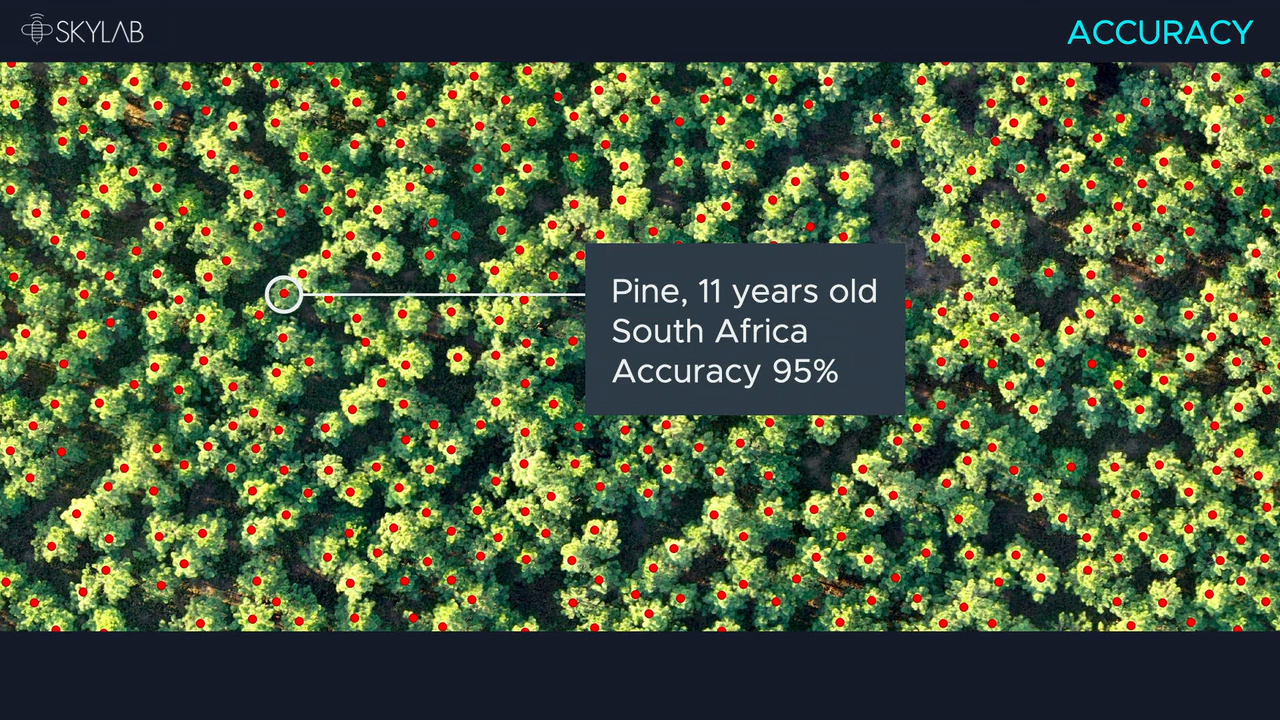 SKYLAB
ACCURACY
Pine, 11 years old
South Africa
Accuracy 95%